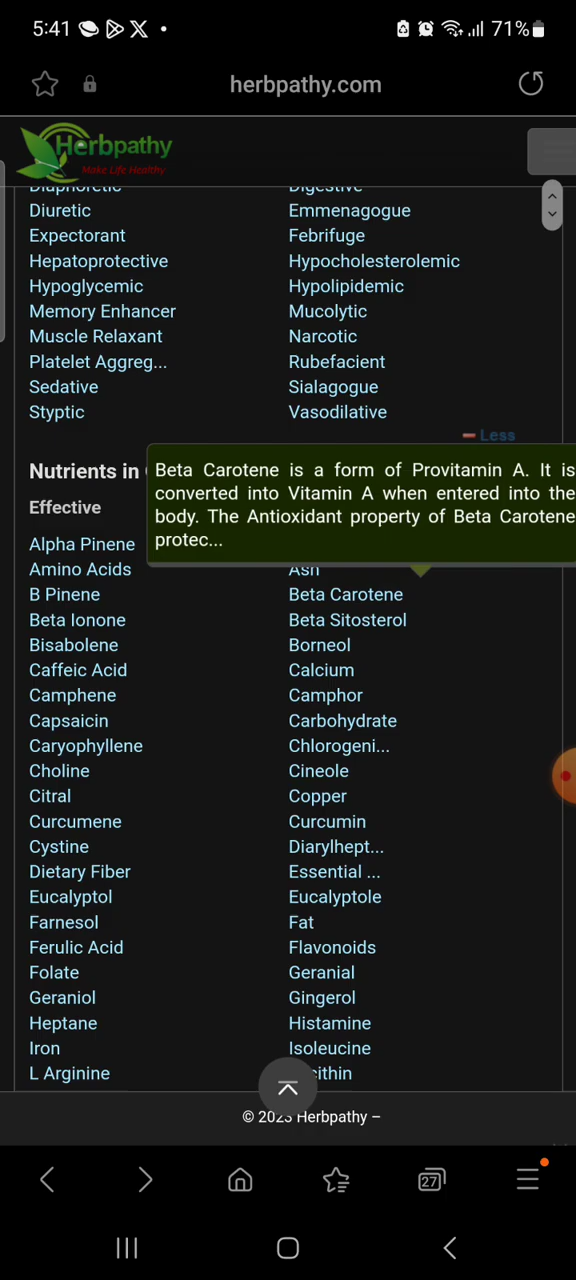 5:41
71%
herbpathy.com
Herbpathy
Make Life Healthy
Diaphoretic Digestive
Diuretic Emmenagogue
Expectorant Febrifuge
Hepatoprotective Hypocholesterolemic
Hypoglycemic Hypolipidemic
Memory Enhancer Mucolytic
Muscle Relaxant Narcotic
Platelet Aggreg... Rubefacient
Sedative Sialagogue
Styptic Vasodilative
Less
Nutrients in
Beta Carotene is a form of Provitamin A. It is
converted into Vitamin A when entered into the
body. The Antioxidant property of Beta Carotene
protec...
Effective
Alpha Pinene
Amino Acids Ash
B Pinene Beta Carotene
Beta Ionone Beta Sitosterol
Bisabolene Borneol
Caffeic Acid Calcium
Camphene Camphor
Capsaicin Carbohydrate
Caryophyllene Chlorogeni...
Choline Cineole
Citral Copper
Curcumene Curcumin
Cystine Diarylhept...
Dietary Fiber Essential ...
Eucalyptol Eucalyptole
Farnesol Fat
Ferulic Acid Flavonoids
Folate Geranial
Geraniol Gingerol
Heptane Histamine
Iron Isoleucine
L Arginine cithin
© 2023 Herbpathy –
27